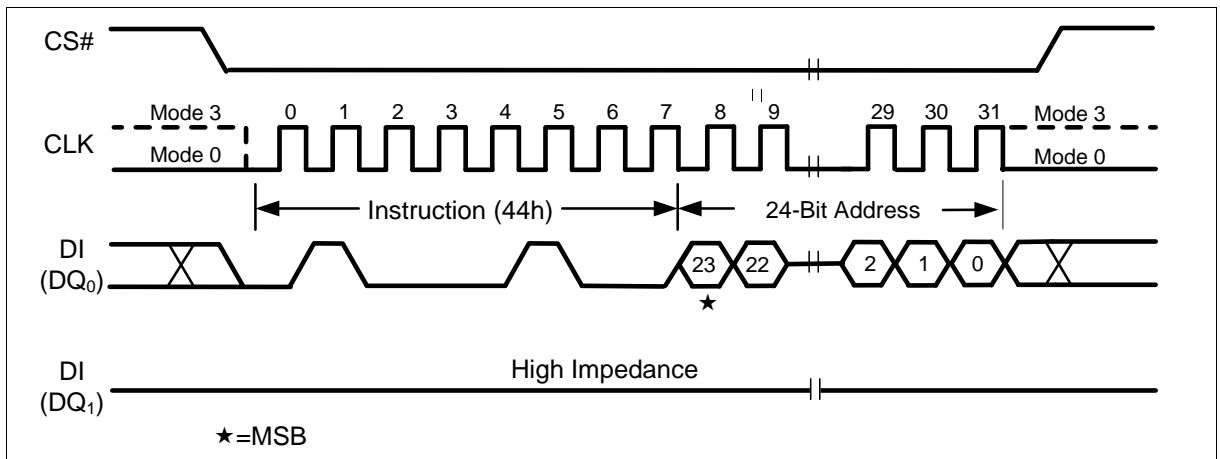 CS#
CLK
Mode 3
Mode 0
0 1 2 3 4 5 6 7 8 9 29 30 31
Mode 3
Mode 0
Instruction (44h)
24-Bit Address
DI
(DQ₀)
23 22 2 1 0
★
DI
(DQ₁)
High Impedance
★=MSB